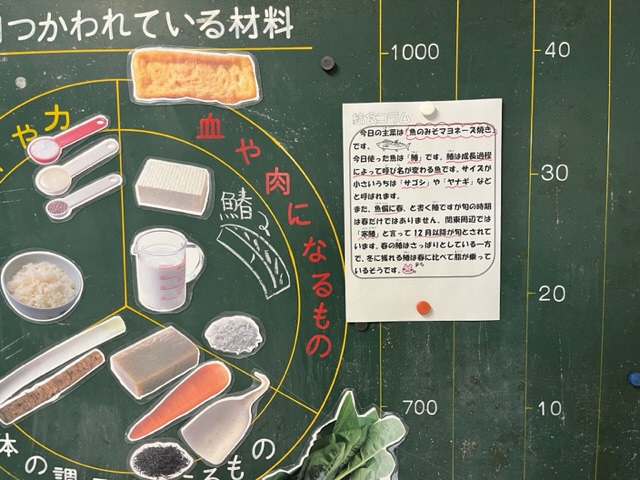 つかわれている材料
や力
血や肉になるもの
鰆
1000
700
40
30
20
10
給食コラム
今日の主菜は「魚のみそマヨネーズ焼き」
です。
今日使った魚は「鰆」です。鰆は成長過程
によって呼び名が変わる魚です。サイズが
小さいうちは「サゴシ」や「ヤナギ」など
と呼ばれます。
また、魚偏に春、と書く鰆ですが旬の時期
は春だけではありません。関東周辺では
「寒鰆」と言って12月以降が旬とされて
います。春の鰆はさっぱりとしている一方
で、冬に獲れる鰆は春に比べて脂が乗って
いるそうです。
体の調
るもの